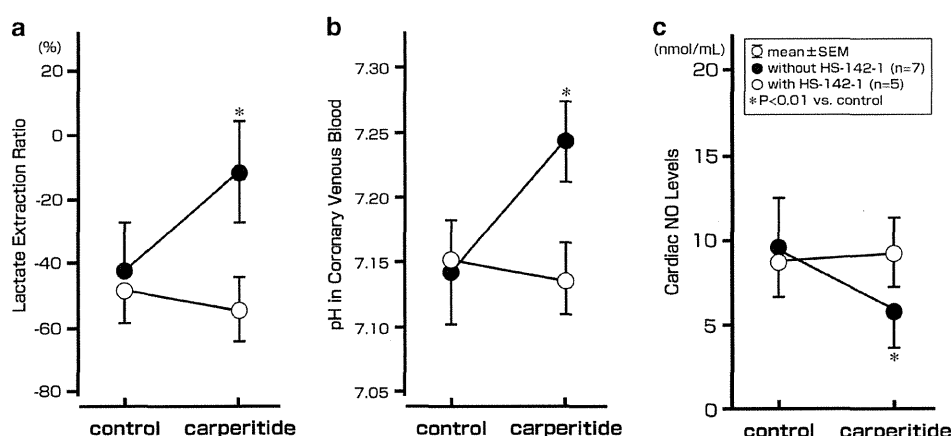 a
(%)
20
0
-20
-40
-60
-80
Lactate Extraction Ratio
*
control
carperitide
b
7.30
7.25
7.20
7.15
7.10
7.05
pH in Coronary Venous Blood
*
control
carperitide
c
(nmol/mL)
20
15
10
5
0
Cardiac NO Levels
mean±SEM
without HS-142-1 (n=7)
with HS-142-1 (n=5)
*P<0.01 vs. control
*
control
carperitide